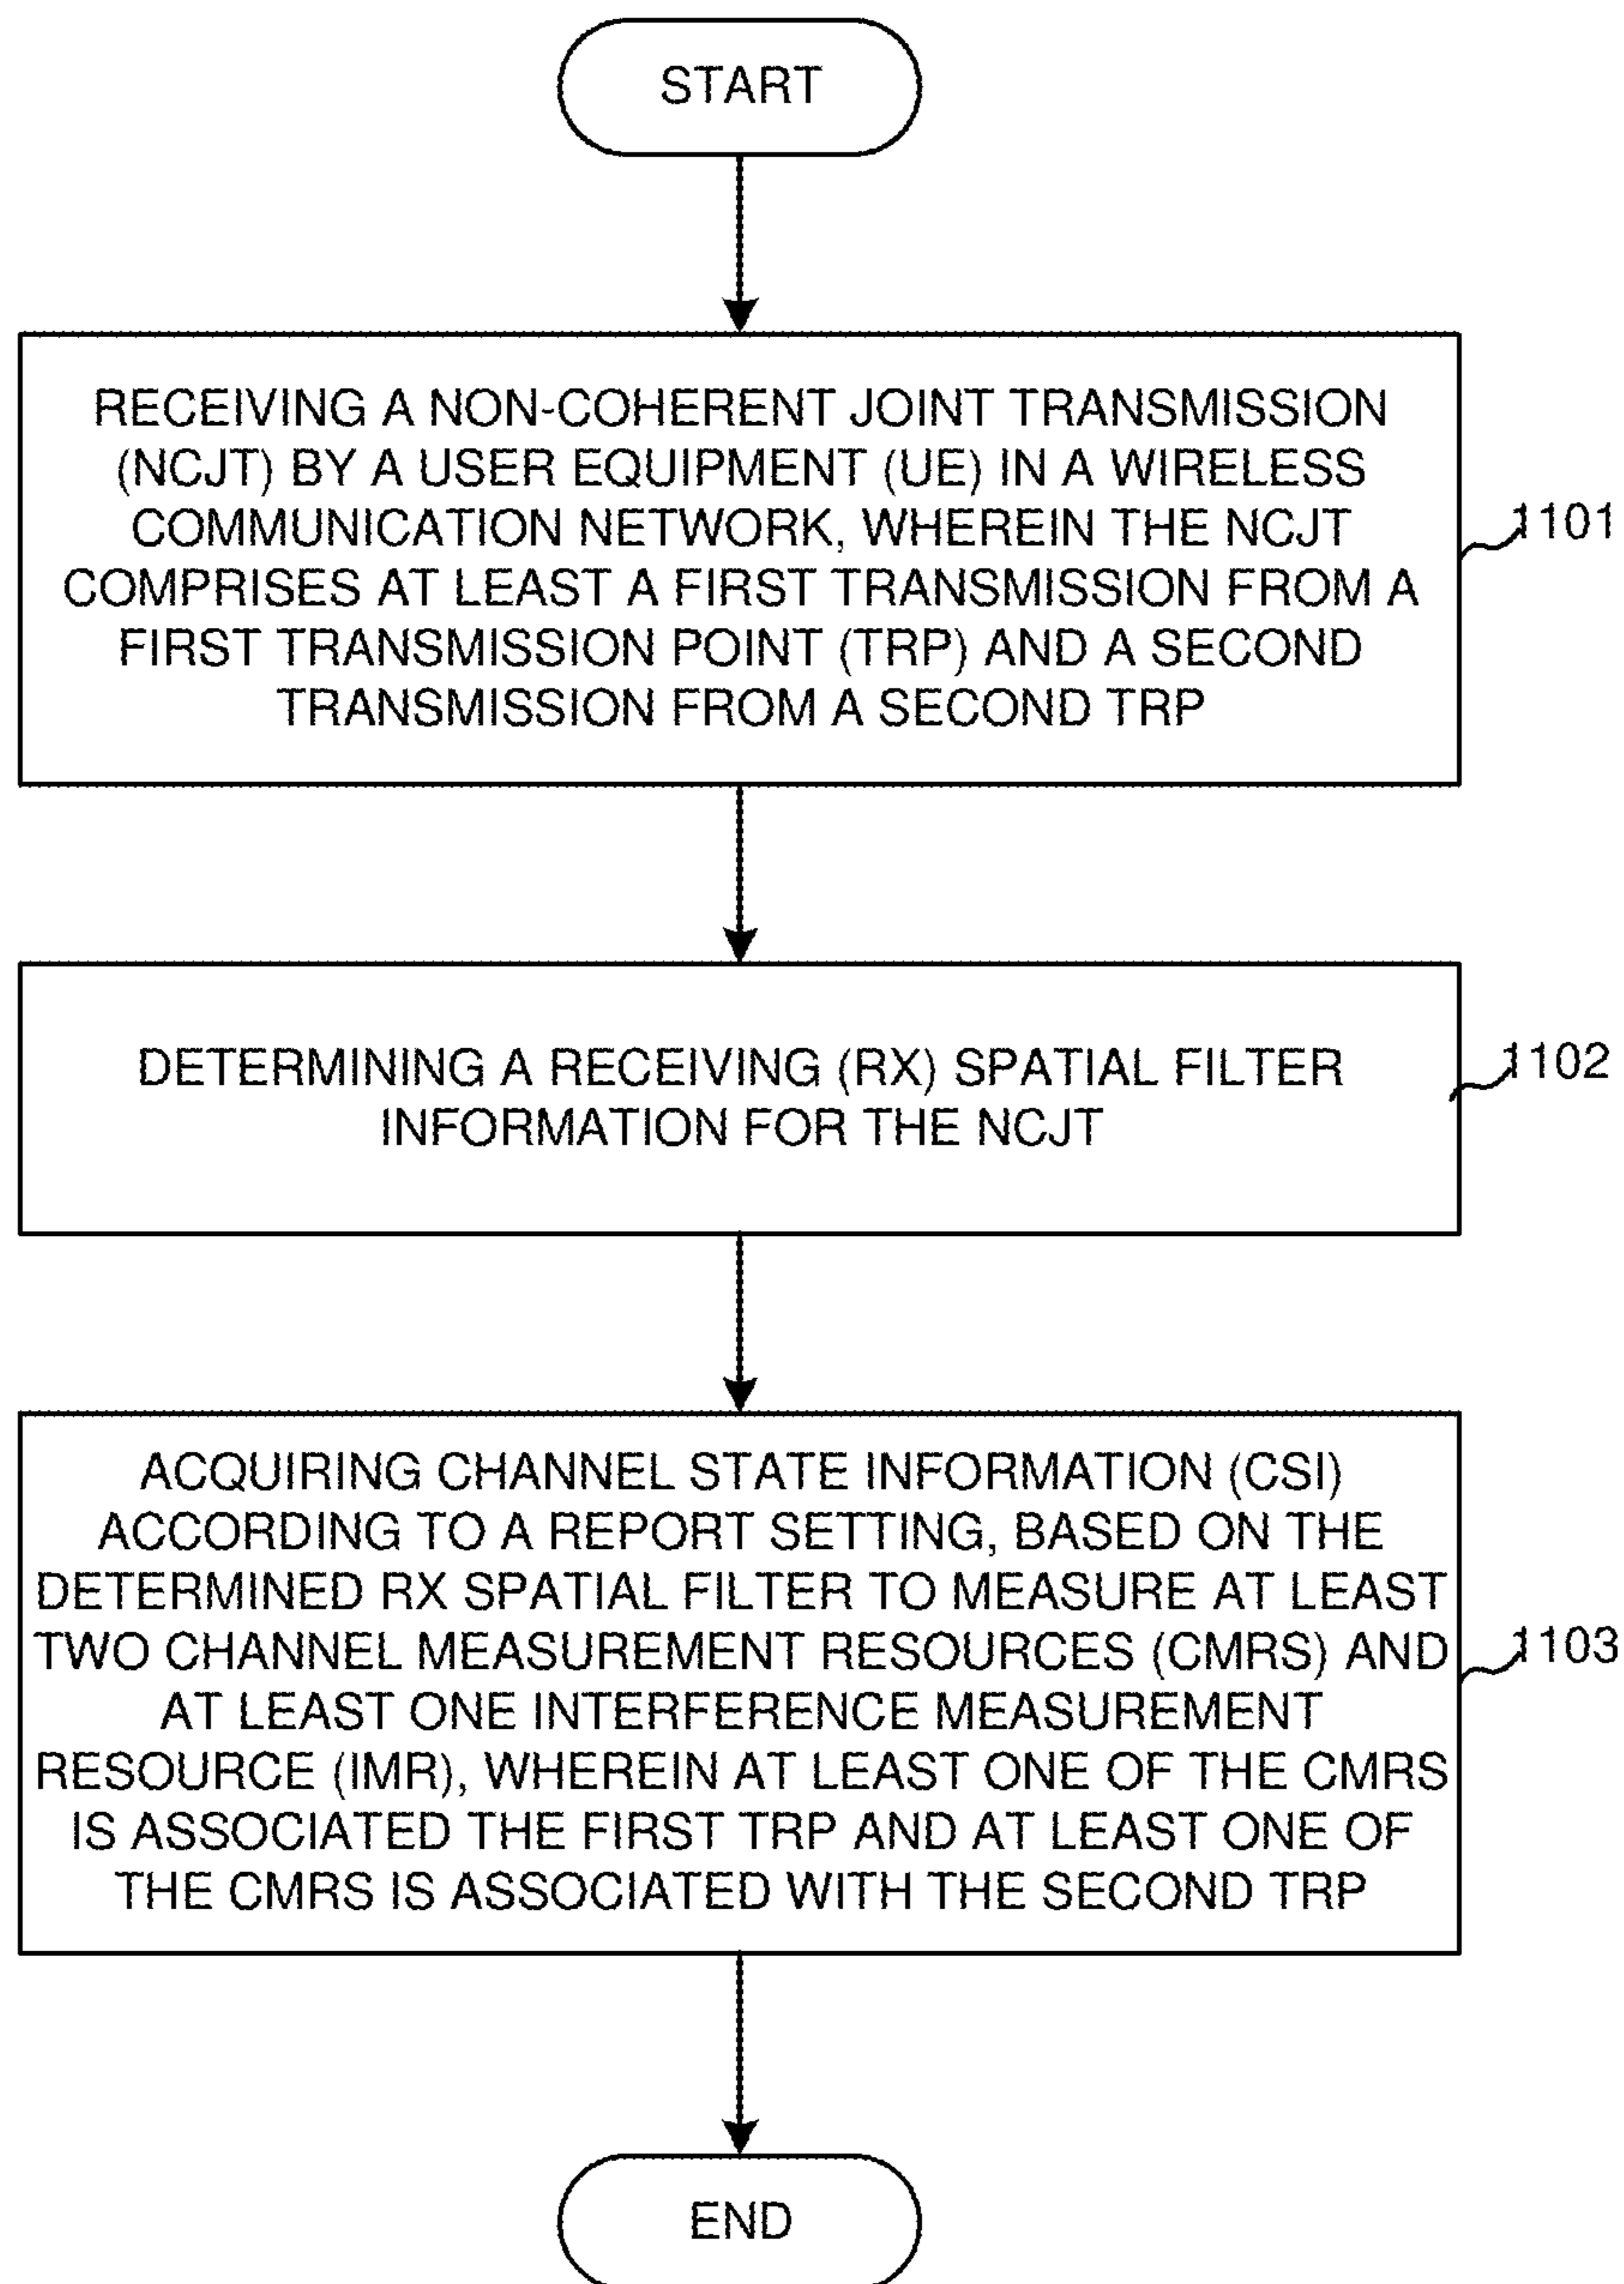 START
RECEIVING A NON-COHERENT JOINT TRANSMISSION
(NCJT) BY A USER EQUIPMENT (UE) IN A WIRELESS
COMMUNICATION NETWORK, WHEREIN THE NCJT
COMPRISES AT LEAST A FIRST TRANSMISSION FROM A
FIRST TRANSMISSION POINT (TRP) AND A SECOND
TRANSMISSION FROM A SECOND TRP
1101
DETERMINING A RECEIVING (RX) SPATIAL FILTER
INFORMATION FOR THE NCJT
1102
ACQUIRING CHANNEL STATE INFORMATION (CSI)
ACCORDING TO A REPORT SETTING, BASED ON THE
DETERMINED RX SPATIAL FILTER TO MEASURE AT LEAST
TWO CHANNEL MEASUREMENT RESOURCES (CMRS) AND
AT LEAST ONE INTERFERENCE MEASUREMENT
RESOURCE (IMR), WHEREIN AT LEAST ONE OF THE CMRS
IS ASSOCIATED THE FIRST TRP AND AT LEAST ONE OF
THE CMRS IS ASSOCIATED WITH THE SECOND TRP
1103
END